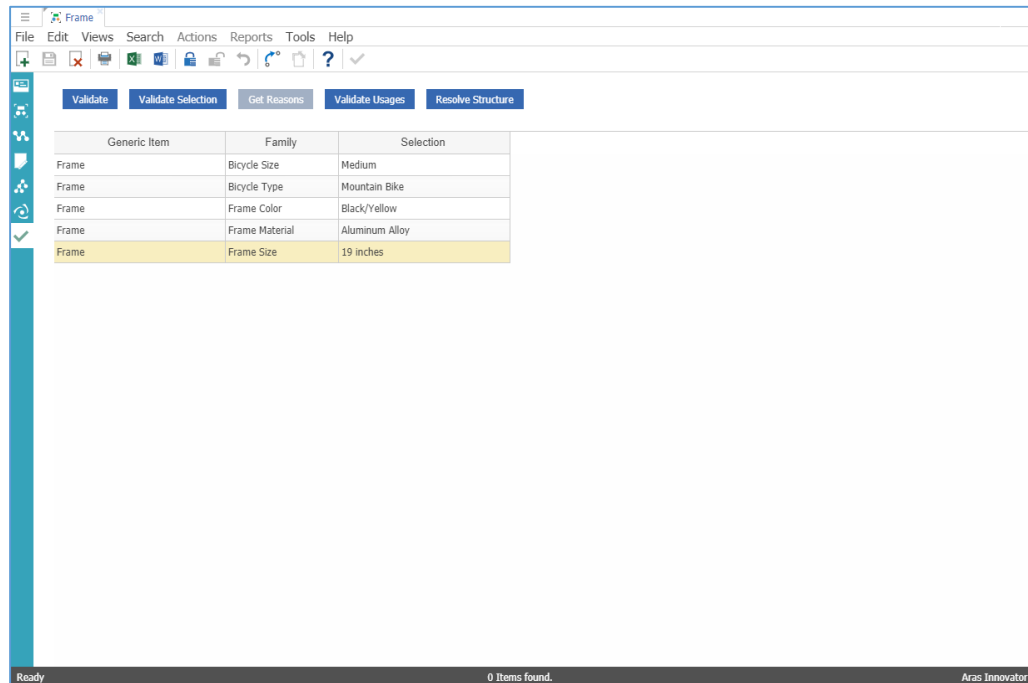 Frame
File Edit Views Search Actions Reports Tools Help
Validate Validate Selection Get Reasons Validate Usages Resolve Structure
Generic Item Family Selection
Frame Bicycle Size Medium
Frame Bicycle Type Mountain Bike
Frame Frame Color Black/Yellow
Frame Frame Material Aluminum Alloy
Frame Frame Size 19 inches
Ready 0 Items found. Aras Innovator